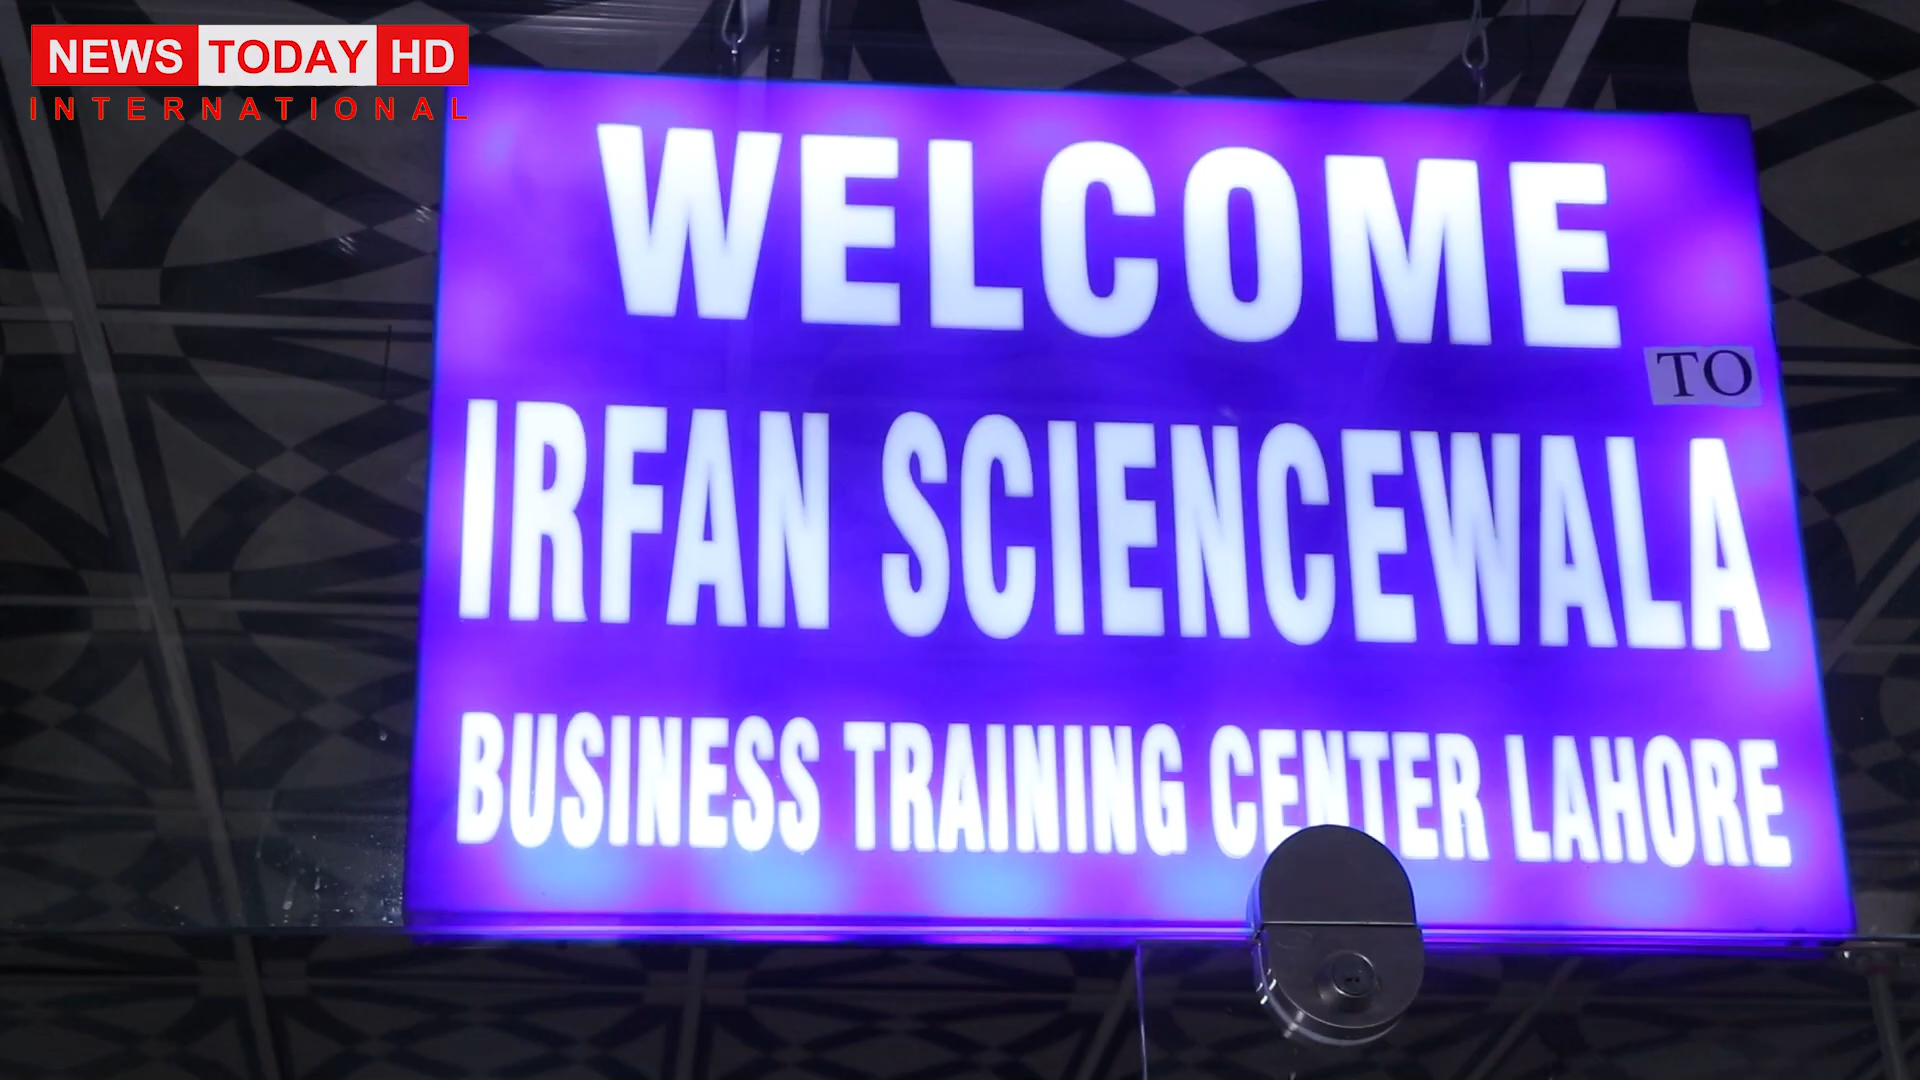 NEWS TODAY HD
INTERNATIONAL
WELCOME
TO
IRFAN SCIENCEWALA
BUSINESS TRAINING CENTER LAHORE